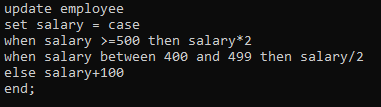 update employee
set salary = case
when salary >=500 then salary*2
when salary between 400 and 499 then salary/2
else salary+100
end;